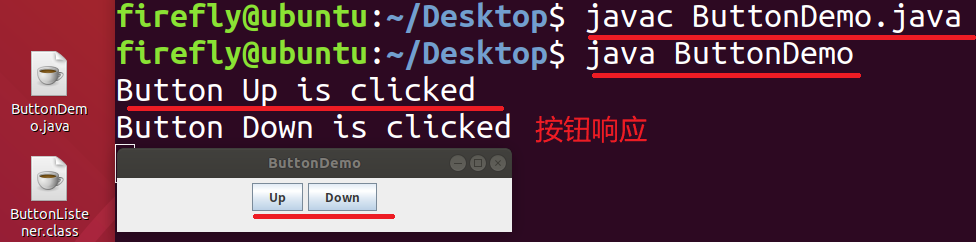 firefly@ubuntu:~/Desktop$ javac ButtonDemo.java
firefly@ubuntu:~/Desktop$ java ButtonDemo
Button Up is clicked
Button Down is clicked 按钮响应
ButtonDemo
Up Down
ButtonDem
o.java
ButtonListe
ner.class